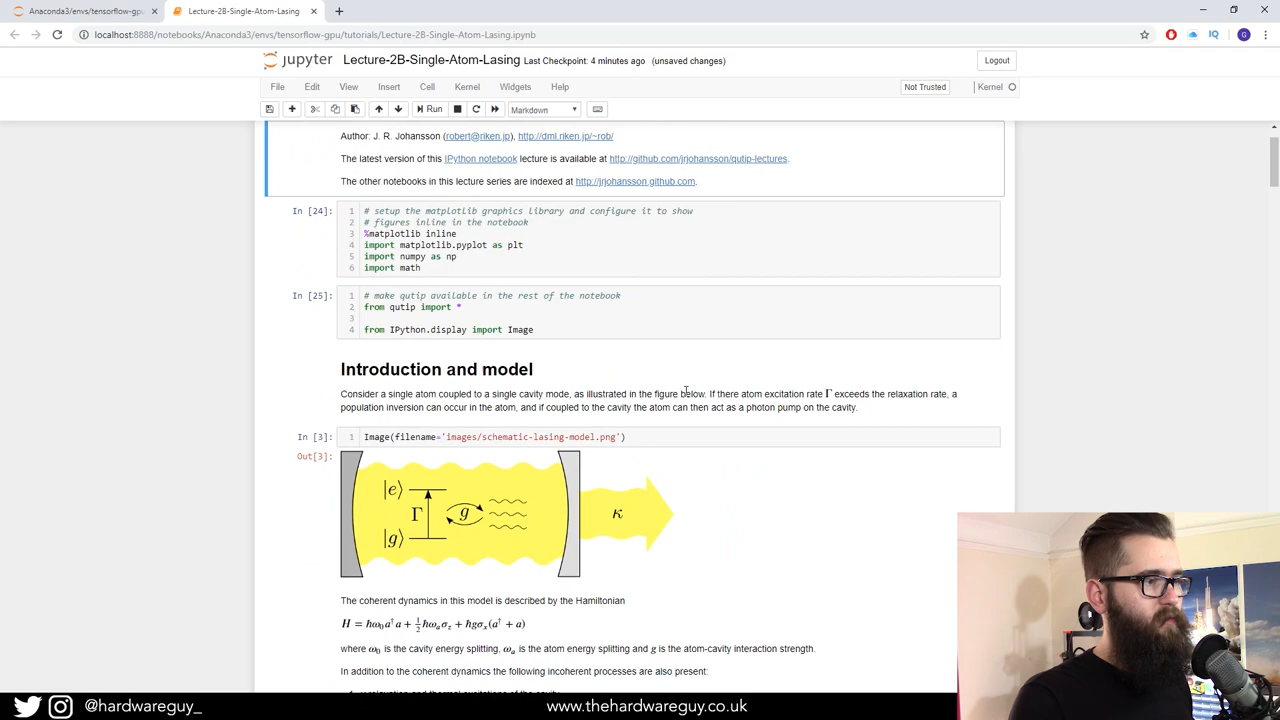 Anaconda3/envs/tensorflow-gpu
Lecture-2B-Single-Atom-Lasing
localhost:8888/notebooks/Anaconda3/envs/tensorflow-gpu/tutorials/Lecture-2B-Single-Atom-Lasing.ipynb
IQ
G
jupyter Lecture-2B-Single-Atom-Lasing Last Checkpoint: 4 minutes ago (unsaved changes)
Logout
File Edit View Insert Cell Kernel Widgets Help
Not Trusted
Kernel
Run
Markdown
Author: J. R. Johansson (robert@riken.jp), http://dml.riken.jp/~rob/
The latest version of this IPython notebook lecture is available at http://github.com/jrjohansson/qutip-lectures.
The other notebooks in this lecture series are indexed at http://jrjohansson.github.com.
In [24]:
1 # setup the matplotlib graphics library and configure it to show
2 # figures inline in the notebook
3 %matplotlib inline
4 import matplotlib.pyplot as plt
5 import numpy as np
6 import math
In [25]:
1 # make qutip available in the rest of the notebook
2 from qutip import *
3
4 from IPython.display import Image
Introduction and model
Consider a single atom coupled to a single cavity mode, as illustrated in the figure below. If there atom excitation rate Γ exceeds the relaxation rate, a
population inversion can occur in the atom, and if coupled to the cavity the atom can then act as a photon pump on the cavity.
In [3]:
1 Image(filename='images/schematic-lasing-model.png')
Out[3]:
|e⟩
Γ
g
κ
|g⟩
The coherent dynamics in this model is described by the Hamiltonian
H = ℏω₀a†a + ½ℏωₐσ_z + ℏgσₓ(a† + a)
where ω₀ is the cavity energy splitting, ωₐ is the atom energy splitting and g is the atom-cavity interaction strength.
In addition to the coherent dynamics the following incoherent processes are also present:
@hardwareguy_
www.thehardwareguy.co.uk